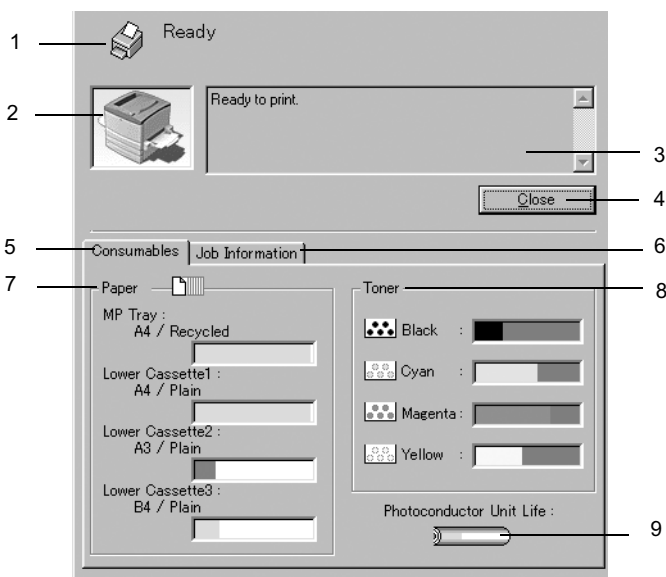 1
Ready
2
Ready to print.
3
Close
4
5
Consumables
Job Information
6
7
Paper
MP Tray :
A4 / Recycled
Lower Cassette1 :
A4 / Plain
Lower Cassette2 :
A3 / Plain
Lower Cassette3 :
B4 / Plain
Toner
8
Black :
Cyan :
Magenta :
Yellow :
Photoconductor Unit Life :
9